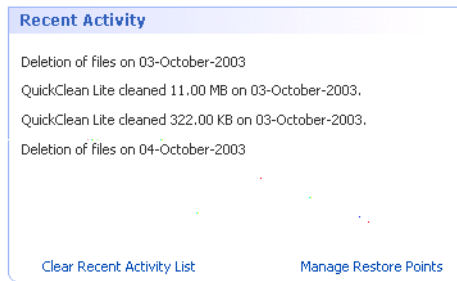 Recent Activity
Deletion of files on 03-October-2003
QuickClean Lite cleaned 11.00 MB on 03-October-2003.
QuickClean Lite cleaned 322.00 KB on 03-October-2003.
Deletion of files on 04-October-2003
Clear Recent Activity List
Manage Restore Points